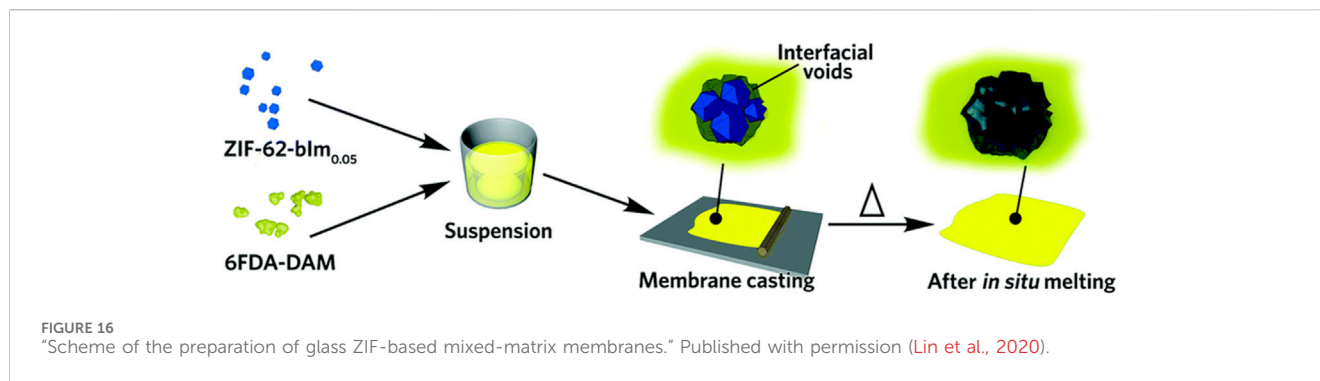 Interfacial
voids
ZIF-62-bIm0.05
6FDA-DAM
Suspension
Δ
Membrane casting
After in situ melting
FIGURE 16
"Scheme of the preparation of glass ZIF-based mixed-matrix membranes." Published with permission (Lin et al., 2020).